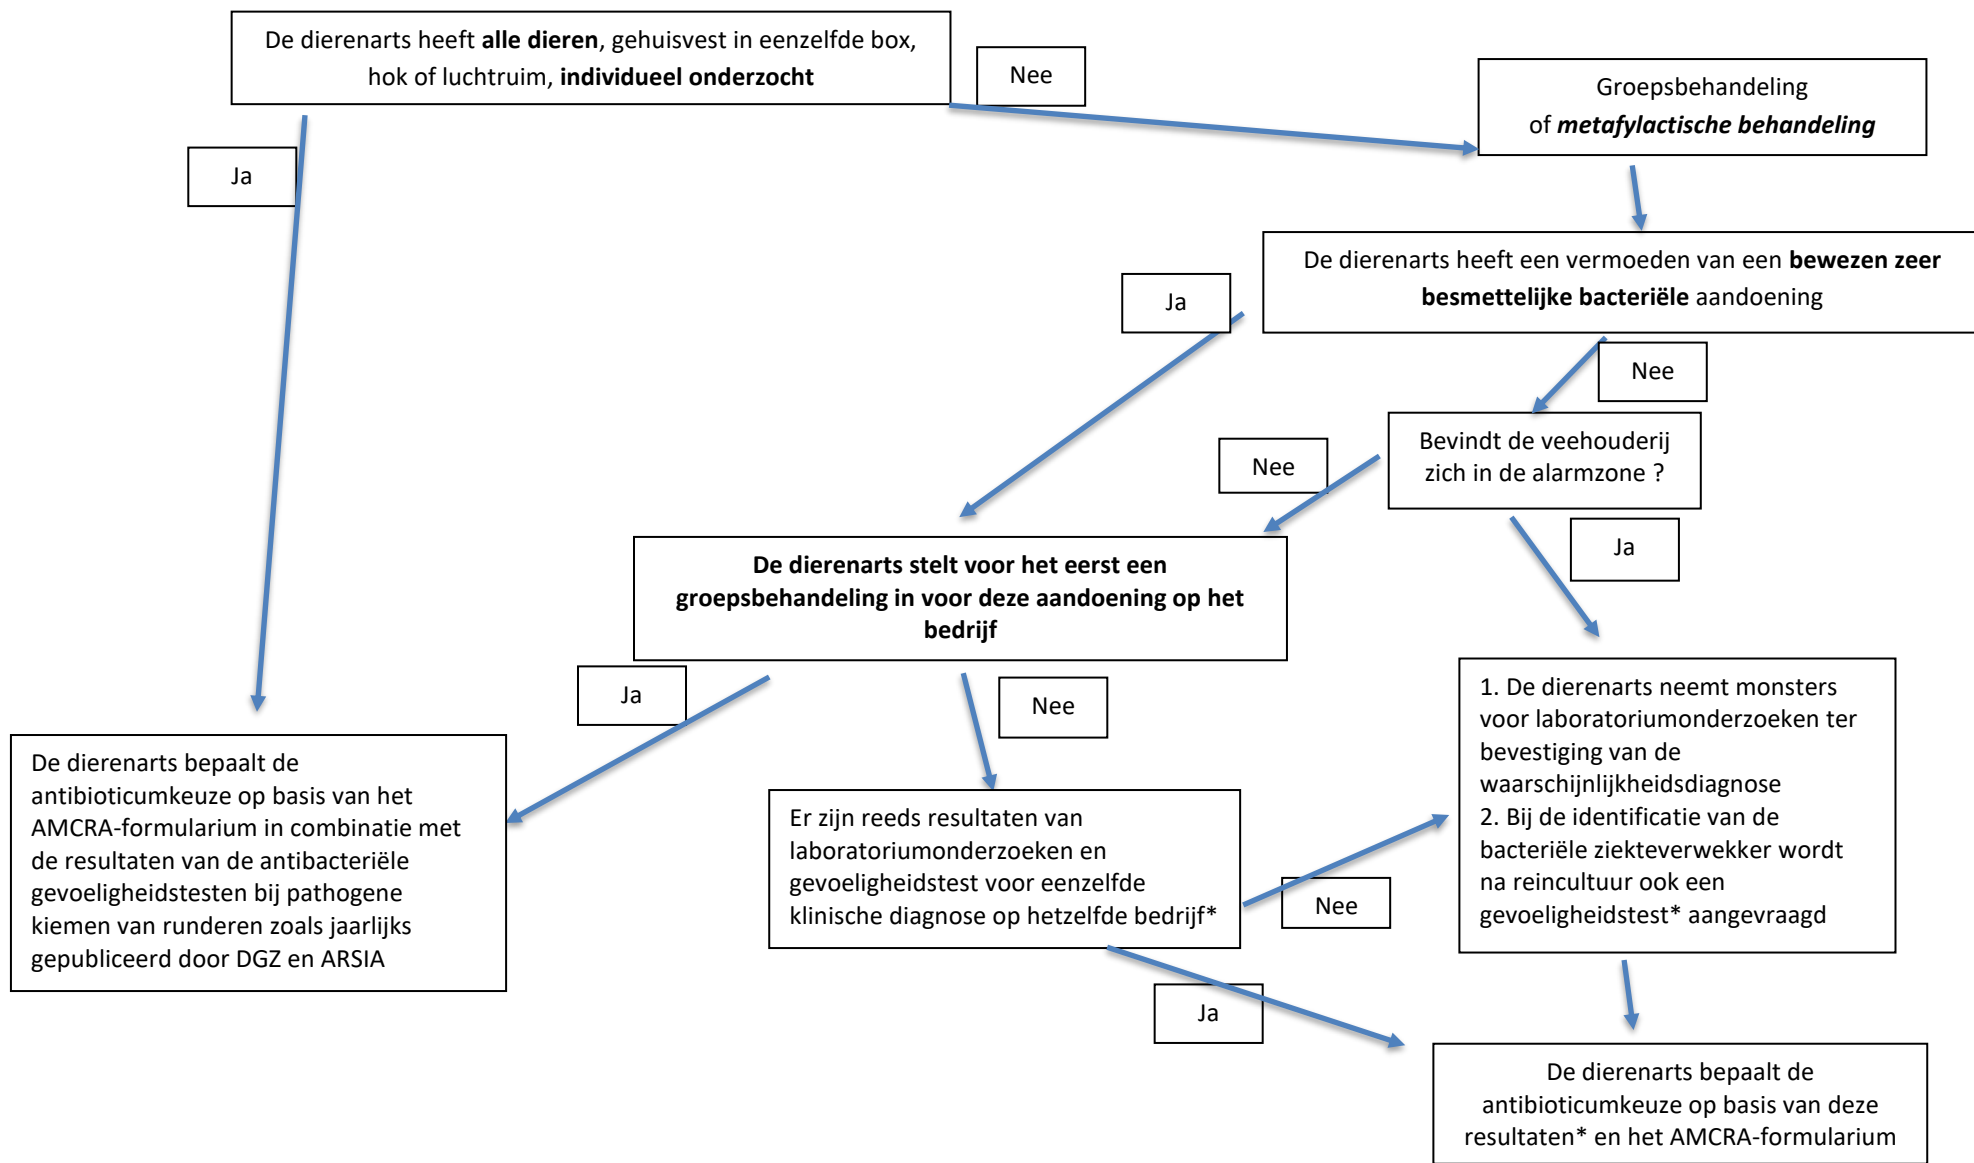 De dierenarts heeft alle dieren, gehuisvest in eenzelfde box,
hok of luchtruim, individueel onderzocht
Nee
Groepsbehandeling
of metafylactische behandeling
Ja
De dierenarts heeft een vermoeden van een bewezen zeer
besmettelijke bacteriële aandoening
Ja
Nee
Bevindt de veehouderij
zich in de alarmzone ?
Nee
Ja
De dierenarts stelt voor het eerst een
groepsbehandeling in voor deze aandoening op het
bedrijf
Ja
Nee
De dierenarts bepaalt de
antibioticumkeuze op basis van het
AMCRA-formularium in combinatie met
de resultaten van de antibacteriële
gevoeligheidstesten bij pathogene
kiemen van runderen zoals jaarlijks
gepubliceerd door DGZ en ARSIA
Er zijn reeds resultaten van
laboratoriumonderzoeken en
gevoeligheidstest voor eenzelfde
klinische diagnose op hetzelfde bedrijf*
Nee
Ja
1. De dierenarts neemt monsters
voor laboratoriumonderzoeken ter
bevestiging van de
waarschijnlijkheidsdiagnose
2. Bij de identificatie van de
bacteriële ziekteverwekker wordt
na reincultuur ook een
gevoeligheidstest* aangevraagd
De dierenarts bepaalt de
antibioticumkeuze op basis van deze
resultaten* en het AMCRA-formularium